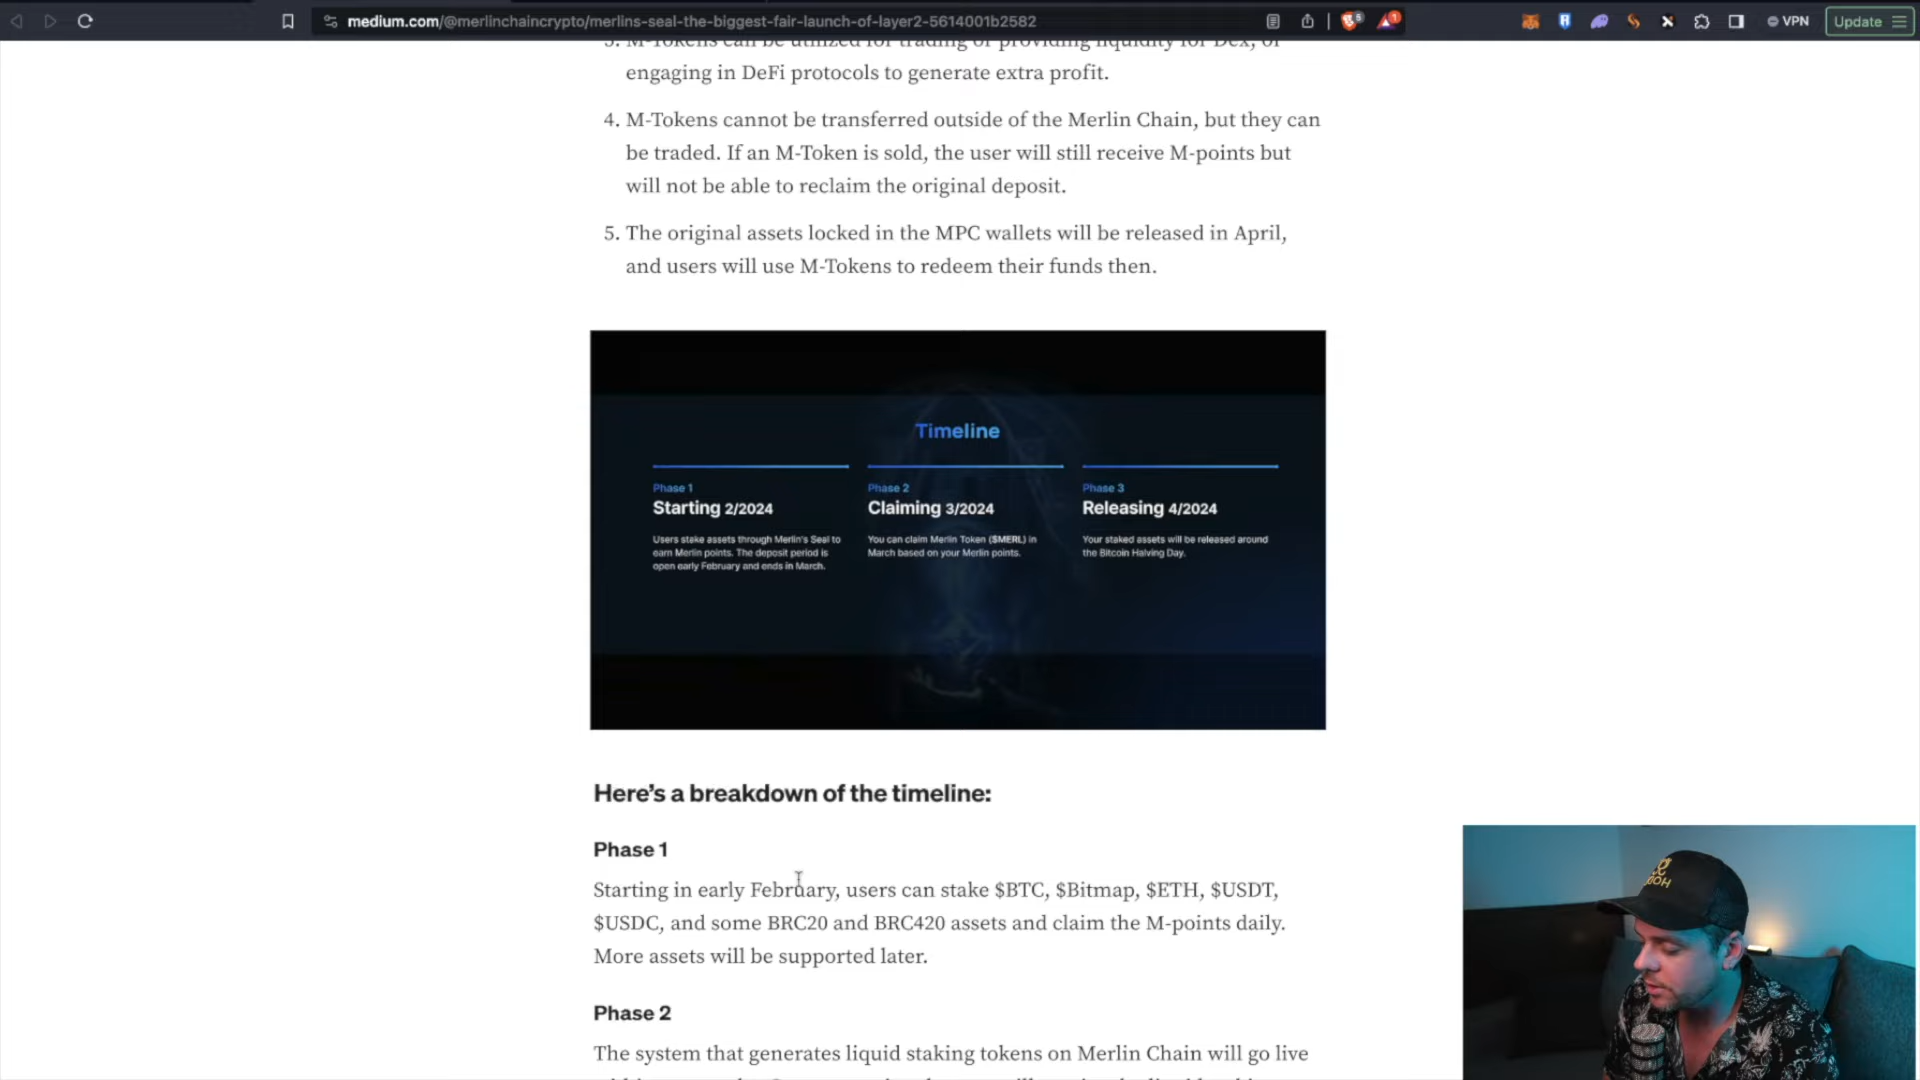 medium.com/@merlinchaincrypto/merlins-seal-the-biggest-fair-launch-of-layer2-5614001b2582
5
1
VPN
Update
3. M-Tokens can be utilized for trading or providing liquidity for Dex, or
engaging in DeFi protocols to generate extra profit.
4. M-Tokens cannot be transferred outside of the Merlin Chain, but they can
be traded. If an M-Token is sold, the user will still receive M-points but
will not be able to reclaim the original deposit.
5. The original assets locked in the MPC wallets will be released in April,
and users will use M-Tokens to redeem their funds then.
Timeline
Phase 1
Starting 2/2024
Users stake assets through Merlin's Seal to
earn Merlin points. The deposit period is
open early February and ends in March.
Phase 2
Claiming 3/2024
You can claim Merlin Token ($MERL) in
March based on your Merlin points.
Phase 3
Releasing 4/2024
Your staked assets will be released around
the Bitcoin Halving Day.
Here’s a breakdown of the timeline:
Phase 1
Starting in early February, users can stake $BTC, $Bitmap, $ETH, $USDT,
$USDC, and some BRC20 and BRC420 assets and claim the M-points daily.
More assets will be supported later.
Phase 2
The system that generates liquid staking tokens on Merlin Chain will go live